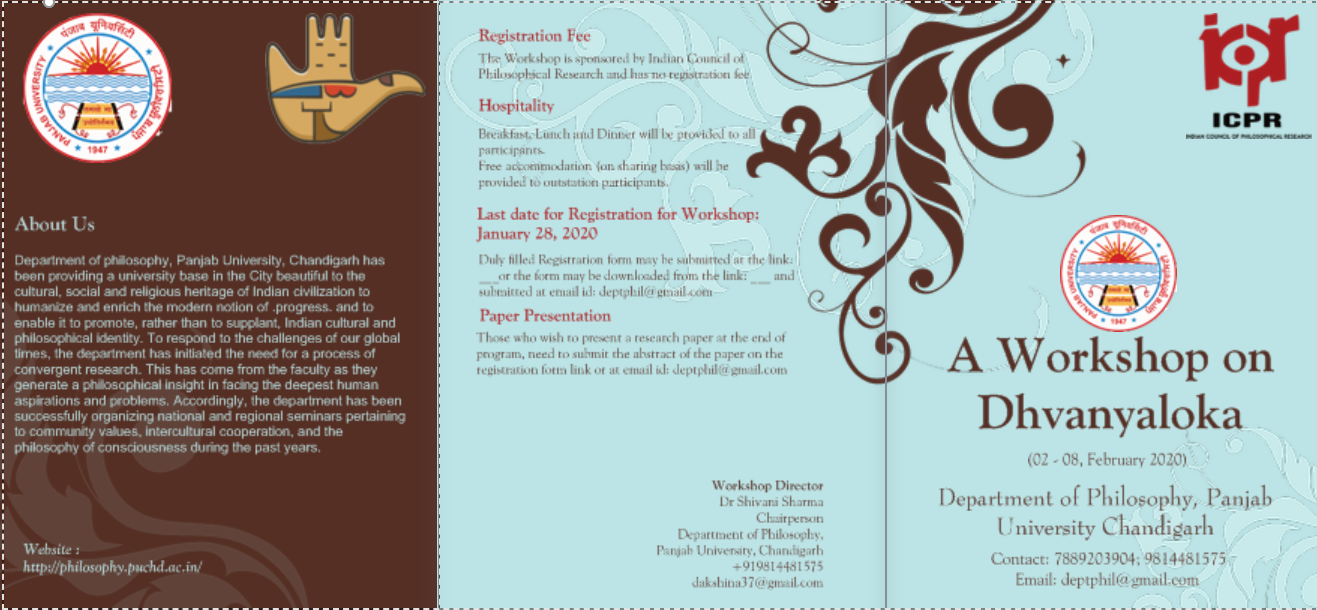 पंजाब यूनिवर्सिटी
PANJAB UNIVERSITY
तमसो मा
ज्योतिर्गमय
1947
About Us
Department of philosophy, Panjab University, Chandigarh has
been providing a university base in the City beautiful to the
cultural, social and religious heritage of Indian civilization to
humanize and enrich the modern notion of .progress. and to
enable it to promote, rather than to supplant, Indian cultural and
philosophical identity. To respond to the challenges of our global
times, the department has initiated the need for a process of
convergent research. This has come from the faculty as they
generate a philosophical insight in facing the deepest human
aspirations and problems. Accordingly, the department has been
successfully organizing national and regional seminars pertaining
to community values, intercultural cooperation, and the
philosophy of consciousness during the past years.
Website :
http://philosophy.puchd.ac.in/
Registration Fee
The Workshop is sponsored by Indian Council of
Philosophical Research and has no registration fee
Hospitality
Breakfast, Lunch and Dinner will be provided to all
participants.
Free accommodation (on sharing basis) will be
provided to outstation participants.
Last date for Registration for Workshop:
January 28, 2020
Duly filled Registration form may be submitted at the link:
___or the form may be downloaded from the link: ___ and
submitted at email id: deptphil@gmail.com
Paper Presentation
Those who wish to present a research paper at the end of
program, need to submit the abstract of the paper on the
registration form link or at email id: deptphil@gmail.com
Workshop Director
Dr Shivani Sharma
Chairperson
Department of Philosophy,
Panjab University, Chandigarh
+919814481575
dakshina37@gmail.com
icpr
ICPR
INDIAN COUNCIL OF PHILOSOPHICAL RESEARCH
पंजाब यूनिवर्सिटी
PANJAB UNIVERSITY
1947
A Workshop on
Dhvanyaloka
(02 - 08, February 2020)
Department of Philosophy, Panjab
University Chandigarh
Contact: 7889203904; 9814481575
Email: deptphil@gmail.com